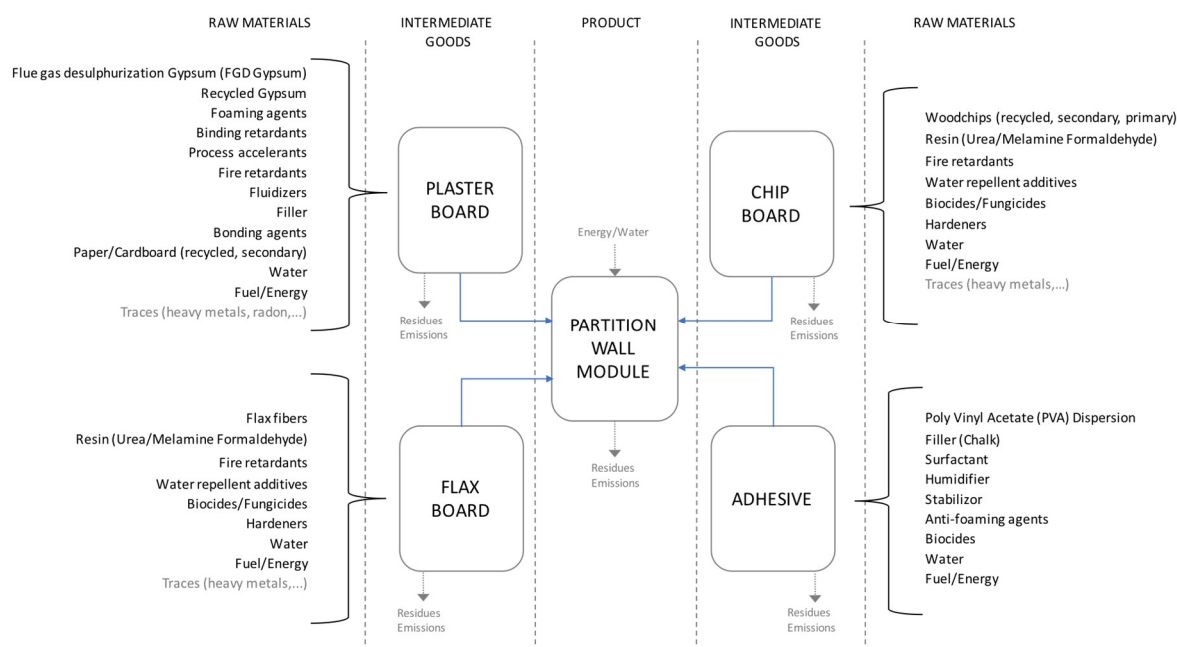 RAW MATERIALS
INTERMEDIATE
GOODS
PRODUCT
INTERMEDIATE
GOODS
RAW MATERIALS
Flue gas desulphurization Gypsum (FGD Gypsum)
Recycled Gypsum
Foaming agents
Binding retardants
Process accelerants
Fire retardants
Fluidizers
Filler
Bonding agents
Paper/Cardboard (recycled, secondary)
Water
Fuel/Energy
Traces (heavy metals, radon,...)
PLASTER
BOARD
Residues
Emissions
Energy/Water
PARTITION
WALL
MODULE
Residues
Emissions
CHIP
BOARD
Residues
Emissions
Woodchips (recycled, secondary, primary)
Resin (Urea/Melamine Formaldehyde)
Fire retardants
Water repellent additives
Biocides/Fungicides
Hardeners
Water
Fuel/Energy
Traces (heavy metals,...)
Flax fibers
Resin (Urea/Melamine Formaldehyde)
Fire retardants
Water repellent additives
Biocides/Fungicides
Hardeners
Water
Fuel/Energy
Traces (heavy metals,...)
FLAX
BOARD
Residues
Emissions
ADHESIVE
Residues
Emissions
Poly Vinyl Acetate (PVA) Dispersion
Filler (Chalk)
Surfactant
Humidifier
Stabilizor
Anti-foaming agents
Biocides
Water
Fuel/Energy